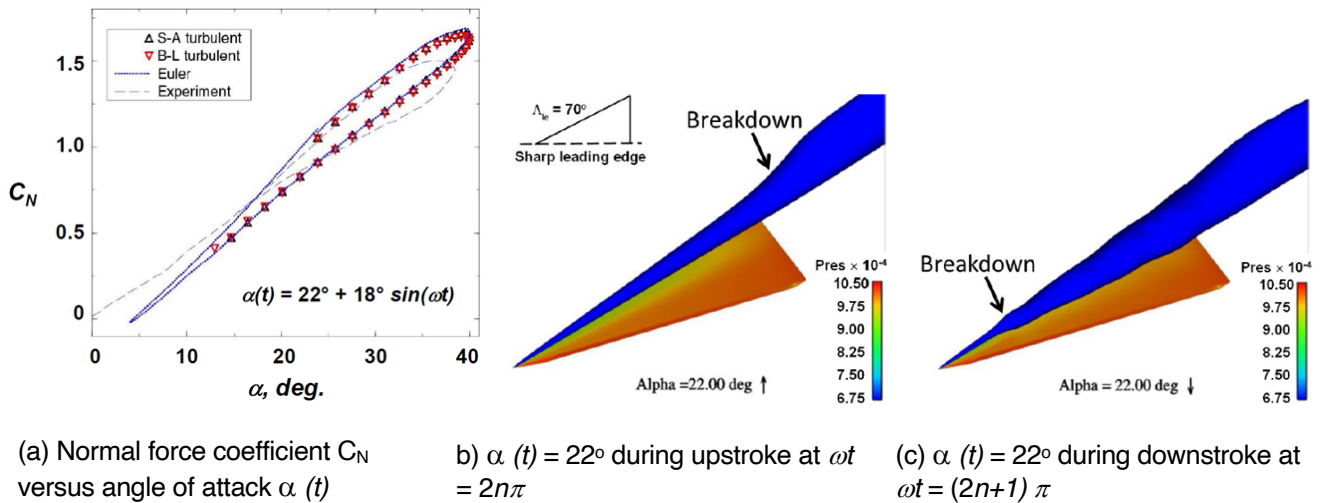 S-A turbulent
B-L turbulent
Euler
Experiment
1.5
1.0
C_N
0.5
0
α(t) = 22° + 18° sin(ωt)
0 10 20 30 40
α, deg.
Λle = 70º
Sharp leading edge
Breakdown
Pres × 10⁻⁴
10.50
9.75
9.00
8.25
7.50
6.75
Alpha =22.00 deg ↑
Breakdown
Pres × 10⁻⁴
10.50
9.75
9.00
8.25
7.50
6.75
Alpha = 22.00 deg ↓
(a) Normal force coefficient C_N
versus angle of attack α (t)
b) α (t) = 22º during upstroke at ωt
= 2nπ
(c) α (t) = 22º during downstroke at
ωt = (2n+1) π